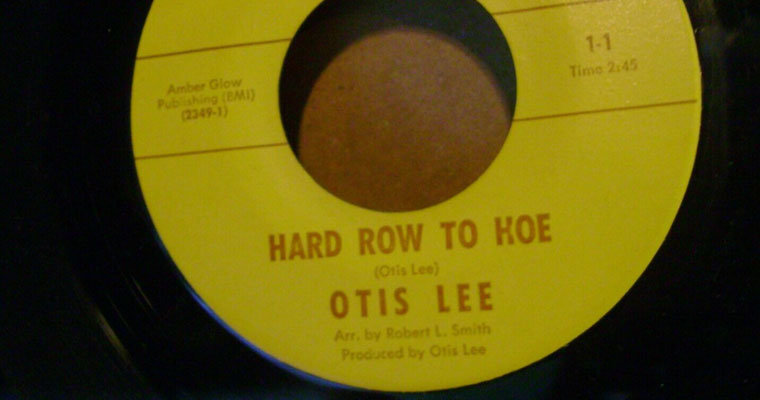 Amber Glow
Publishing (BMI)
(2349-1)
1-1
Time 2:45
HARD ROW TO HOE
(Otis Lee)
OTIS LEE
Arr. by Robert L. Smith
Produced by Otis Lee